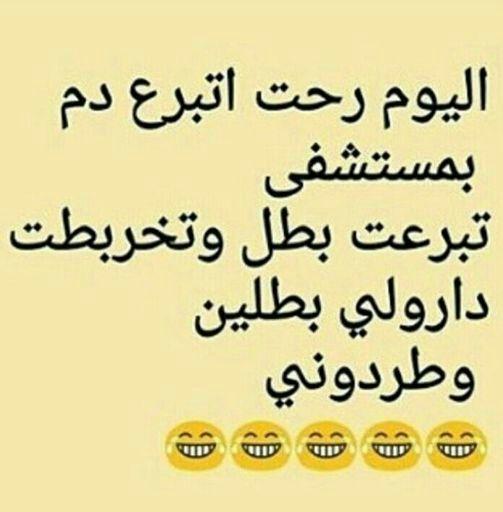 اليوم رحت اتبرع دم
بمستشفى
تبرعت بطل وتخربطت
دارولي بطلين
وطردوني
😂😂😂😂😂